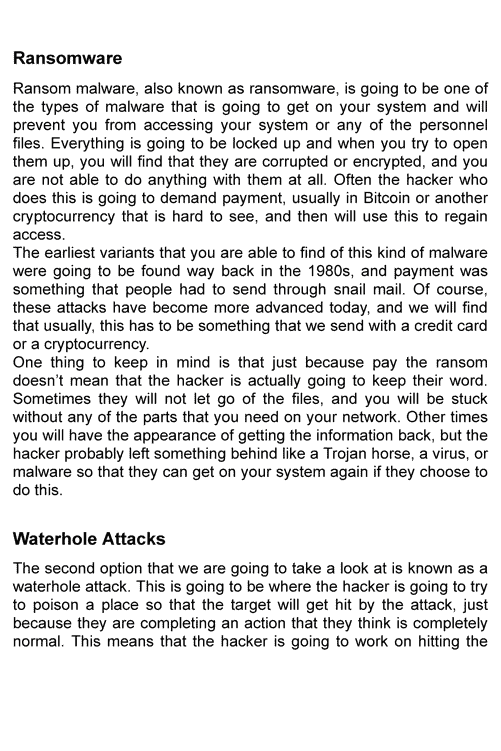 Ransomware
Ransom malware, also known as ransomware, is going to be one of
the types of malware that is going to get on your system and will
prevent you from accessing your system or any of the personnel
files. Everything is going to be locked up and when you try to open
them up, you will find that they are corrupted or encrypted, and you
are not able to do anything with them at all. Often the hacker who
does this is going to demand payment, usually in Bitcoin or another
cryptocurrency that is hard to see, and then will use this to regain
access.
The earliest variants that you are able to find of this kind of malware
were going to be found way back in the 1980s, and payment was
something that people had to send through snail mail. Of course,
these attacks have become more advanced today, and we will find
that usually, this has to be something that we send with a credit card
or a cryptocurrency.
One thing to keep in mind is that just because pay the ransom
doesn’t mean that the hacker is actually going to keep their word.
Sometimes they will not let go of the files, and you will be stuck
without any of the parts that you need on your network. Other times
you will have the appearance of getting the information back, but the
hacker probably left something behind like a Trojan horse, a virus, or
malware so that they can get on your system again if they choose to
do this.
Waterhole Attacks
The second option that we are going to take a look at is known as a
waterhole attack. This is going to be where the hacker is going to try
to poison a place so that the target will get hit by the attack, just
because they are completing an action that they think is completely
normal. This means that the hacker is going to work on hitting the